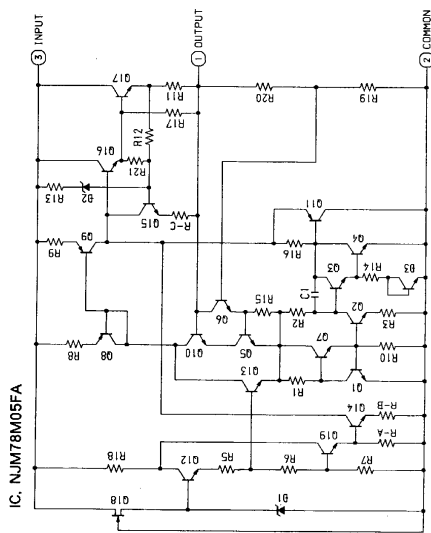 IC, NJM78M05FA
3 INPUT
1 OUTPUT
2 COMMON
Q17
R11
R20
R19
R12
R17
Q16
R21
R13
D2
Q15
R-C
Q11
R9
Q9
R16
Q4
Q3
R14
D3
C1
Q6
R8
Q8
Q10
Q5
R15
R2
Q2
R3
Q7
R10
Q13
R1
Q1
Q14
R-B
R18
Q19
R-A
Q12
R5
R6
R7
Q18
D1